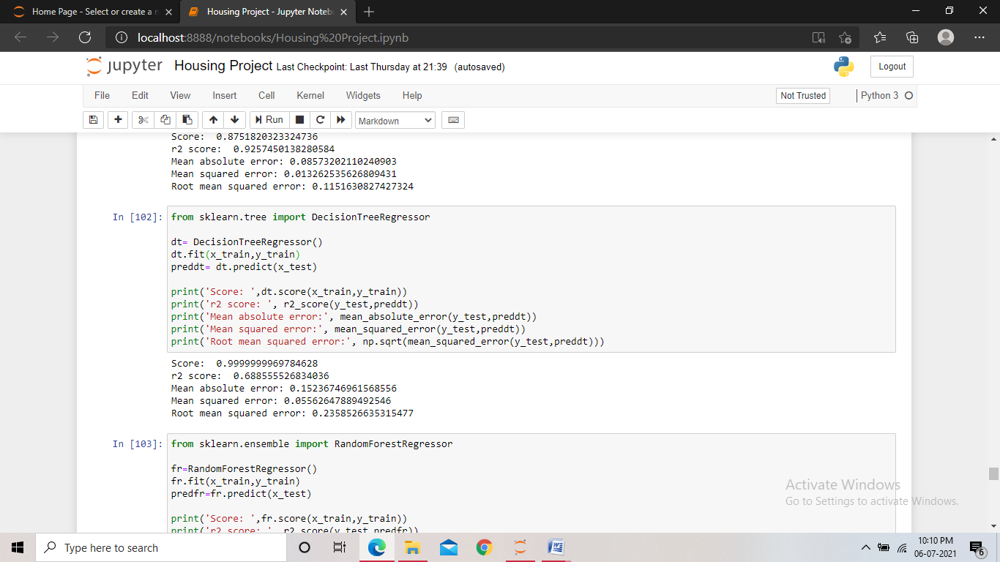 Home Page - Select or create a n
Housing Project - Jupyter Noteb
localhost:8888/notebooks/Housing%20Project.ipynb
jupyter Housing Project Last Checkpoint: Last Thursday at 21:39 (autosaved)
Logout
File Edit View Insert Cell Kernel Widgets Help
Not Trusted
Python 3
Run
Markdown
Score:  0.8751820323324736
r2 score:  0.9257450138280584
Mean absolute error: 0.08573202110240903
Mean squared error: 0.013262535626809431
Root mean squared error: 0.1151630827427324
In [102]: from sklearn.tree import DecisionTreeRegressor
dt= DecisionTreeRegressor()
dt.fit(x_train,y_train)
preddt= dt.predict(x_test)
print('Score: ',dt.score(x_train,y_train))
print('r2 score: ', r2_score(y_test,preddt))
print('Mean absolute error:', mean_absolute_error(y_test,preddt))
print('Mean squared error:', mean_squared_error(y_test,preddt))
print('Root mean squared error:', np.sqrt(mean_squared_error(y_test,preddt)))
Score:  0.9999999969784628
r2 score:  0.688555526834036
Mean absolute error: 0.15236746961568556
Mean squared error: 0.05562647889492546
Root mean squared error: 0.2358526635315477
In [103]: from sklearn.ensemble import RandomForestRegressor
fr=RandomForestRegressor()
fr.fit(x_train,y_train)
predfr=fr.predict(x_test)
print('Score: ',fr.score(x_train,y_train))
print('r2 score: ', r2_score(y_test,predfr))
Activate Windows
Go to Settings to activate Windows.
Type here to search
10:10 PM
06-07-2021
6